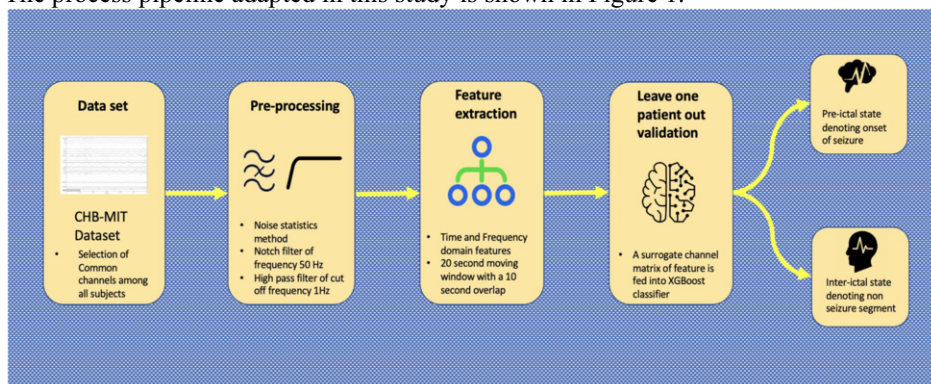 The process pipeline adapted in this study is shown in Figure 1.
Data set
CHB-MIT
Dataset
• Selection of
Common
channels among
all subjects
Pre-processing
• Noise statistics
method
• Notch filter of
frequency 50 Hz
• High pass filter of cut
off frequency 1Hz
Feature
extraction
• Time and Frequency
domain features
• 20 second moving
window with a 10
second overlap
Leave one
patient out
validation
• A surrogate channel
matrix of feature is
fed into XGBoost
classifier
Pre-ictal state
denoting onset
of seizure
Inter-ictal state
denoting non
seizure segment